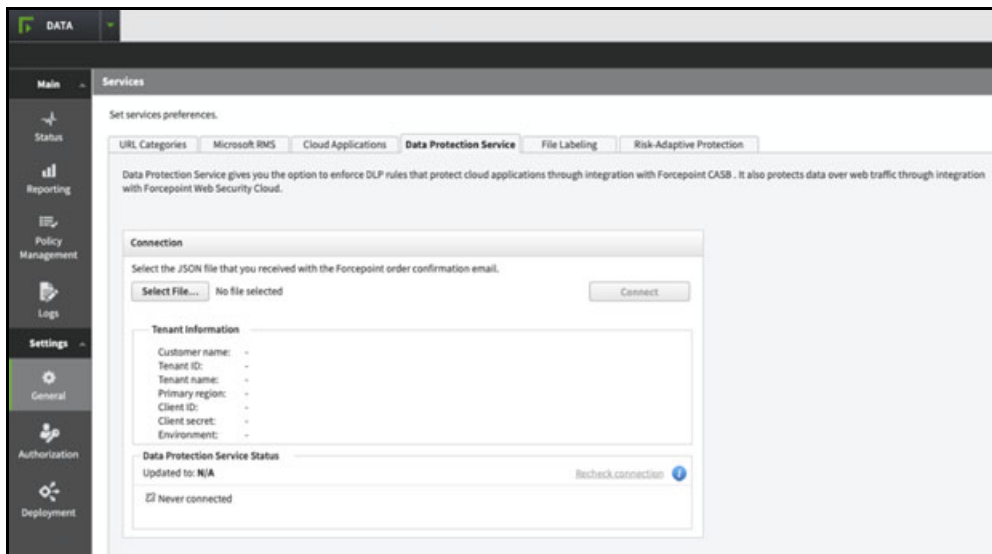 DATA
Main
Services
Set services preferences.
Status
URL Categories
Microsoft RMS
Cloud Applications
Data Protection Service
File Labeling
Risk-Adaptive Protection
Data Protection Service gives you the option to enforce DLP rules that protect cloud applications through integration with Forcepoint CASB . It also protects data over web traffic through integration
with Forcepoint Web Security Cloud.
Reporting
Policy
Management
Connection
Select the JSON file that you received with the Forcepoint order confirmation email.
Select File...
No file selected
Connect
Logs
Settings
Tenant Information
Customer name: -
Tenant ID: -
Tenant name: -
Primary region: -
Client ID: -
Client secret: -
Environment: -
General
Authorization
Data Protection Service Status
Updated to: N/A
Recheck connection
Never connected
Deployment